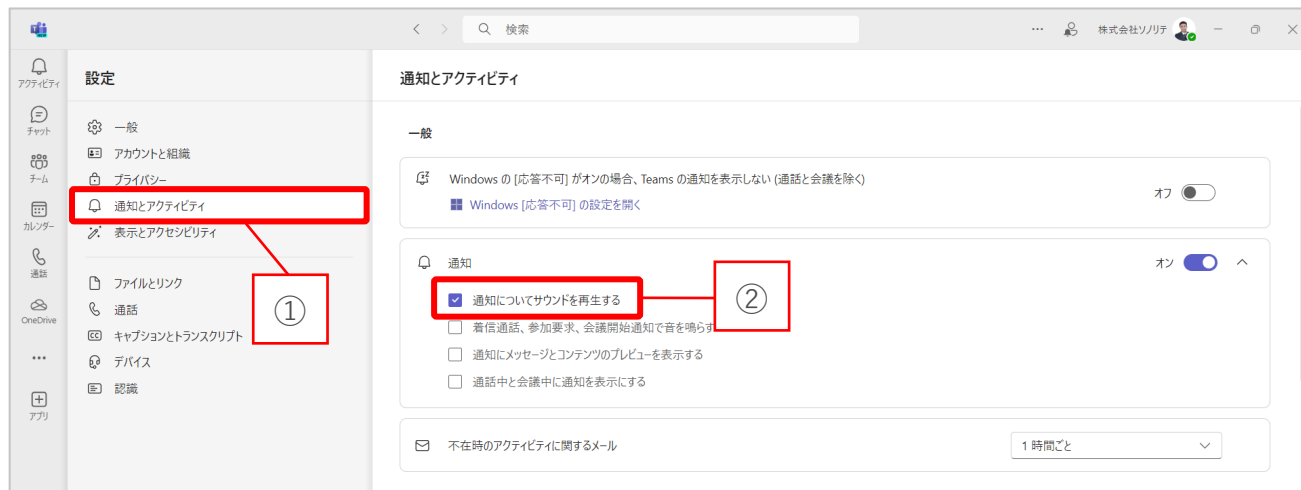 検索
株式会社ソノリテ
アクティビティ
チャット
チーム
カレンダー
通話
OneDrive
アプリ
設定
一般
アカウントと組織
プライバシー
通知とアクティビティ
表示とアクセシビリティ
ファイルとリンク
通話
キャプションとトランスクリプト
デバイス
認識
①
通知とアクティビティ
一般
Windows の [応答不可] がオンの場合、Teams の通知を表示しない (通話と会議を除く)
Windows [応答不可] の設定を開く
オフ
通知
オン
通知についてサウンドを再生する
②
着信通話、参加要求、会議開始通知で音を鳴らす
通知にメッセージとコンテンツのプレビューを表示する
通話中と会議中に通知を表示にする
不在時のアクティビティに関するメール
1 時間ごと